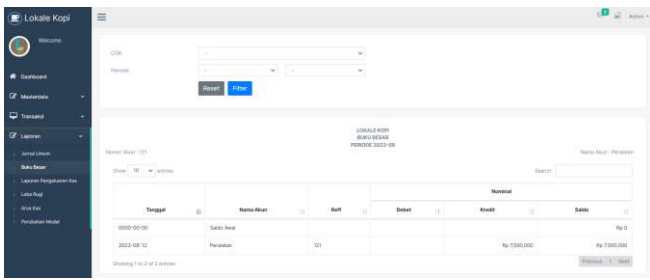 Lokale Kopi
Admin
Welcome
Dashboard
Masterdata
Transaksi
Laporan
Jurnal Umum
Buku Besar
Laporan Pengeluaran Kas
Laba Rugi
Arus Kas
Perubahan Modal
COA
--
Periode
-- --
Reset Filter
LOKALE KOPI
BUKU BESAR
PERIODE 2023-08
Nomor Akun : 121 Nama Akun : Peralatan
Show 10 entries Search:
Nominal
Tanggal Nama Akun Reff Debet Kredit Saldo
0000-00-00 Saldo Awal Rp 0
2023-08-12 Peralatan 121 Rp 7.000.000 Rp 7.000.000
Showing 1 to 2 of 2 entries
Previous 1 Next